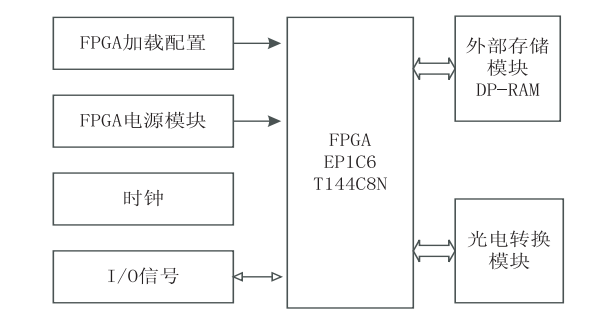 FPGA加载配置
FPGA电源模块
时钟
I/O信号
FPGA
EP1C6
T144C8N
外部存储
模块
DP-RAM
光电转换
模块